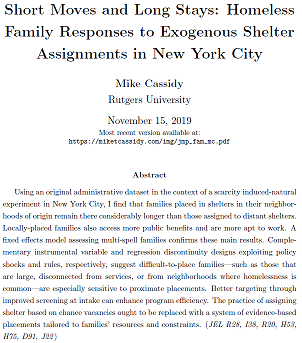 Short Moves and Long Stays: Homeless
Family Responses to Exogenous Shelter
Assignments in New York City
Mike Cassidy
Rutgers University
November 15, 2019
Most recent version available at:
https://miketcassidy.com/img/jmp_fam_mc.pdf
Abstract
Using an original administrative dataset in the context of a scarcity induced-natural
experiment in New York City, I find that families placed in shelters in their neighbor-
hoods of origin remain there considerably longer than those assigned to distant shelters.
Locally-placed families also access more public benefits and are more apt to work. A
fixed effects model assessing multi-spell families confirms these main results. Comple-
mentary instrumental variable and regression discontinuity designs exploiting policy
shocks and rules, respectively, suggest difficult-to-place families—such as those that
are large, disconnected from services, or from neighborhoods where homelessness is
common—are especially sensitive to proximate placements. Better targeting through
improved screening at intake can enhance program efficiency. The practice of assigning
shelter based on chance vacancies ought to be replaced with a system of evidence-based
placements tailored to families' resources and constraints. (JEL R28, I38, R20, H53,
H75, D91, J22)